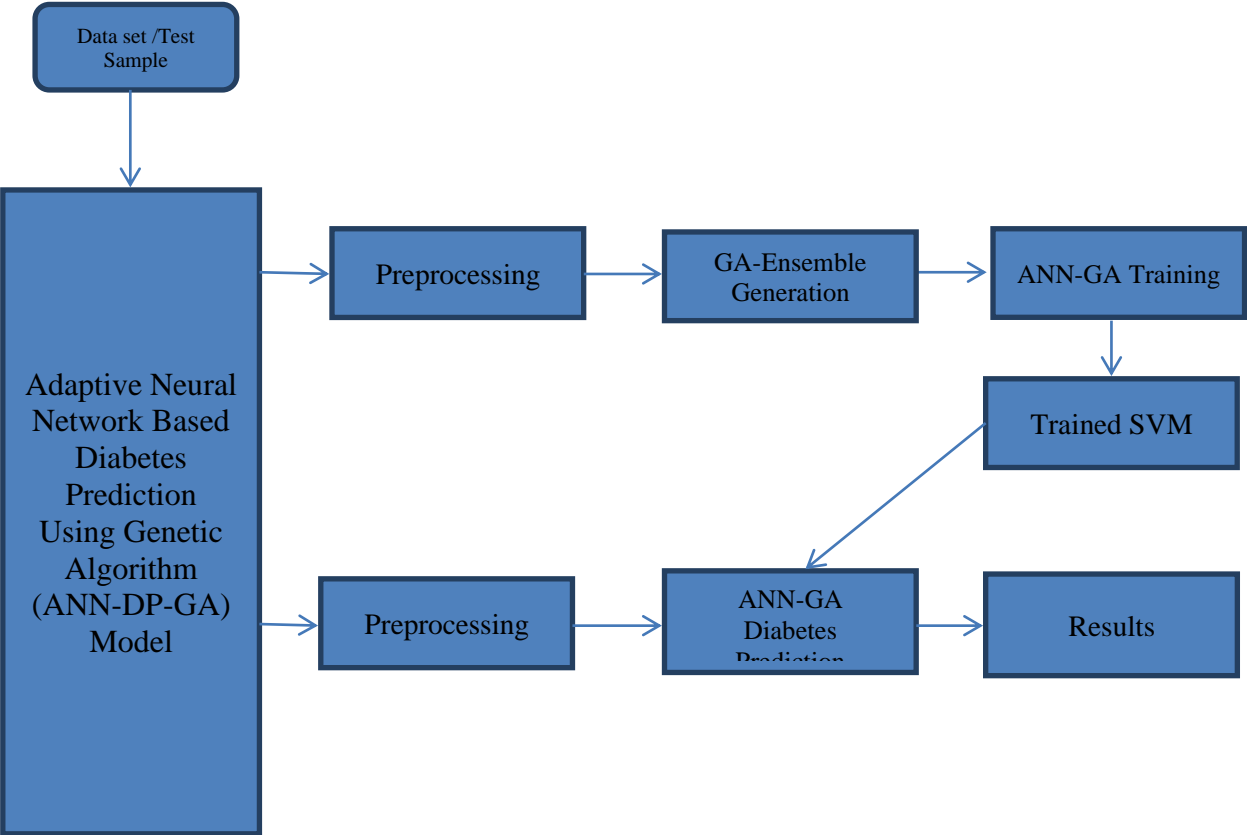 Data set /Test
Sample
Preprocessing
GA-Ensemble
Generation
ANN-GA Training
Adaptive Neural
Network Based
Diabetes
Prediction
Using Genetic
Algorithm
(ANN-DP-GA)
Model
Trained SVM
Preprocessing
ANN-GA
Diabetes
Prediction
Results